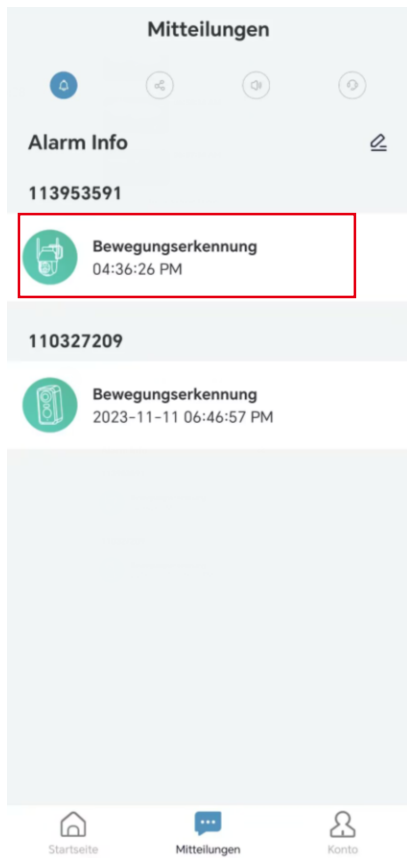 Mitteilungen
Alarm Info
113953591
Bewegungserkennung
04:36:26 PM
110327209
Bewegungserkennung
2023-11-11 06:46:57 PM
Startseite
Mitteilungen
Konto